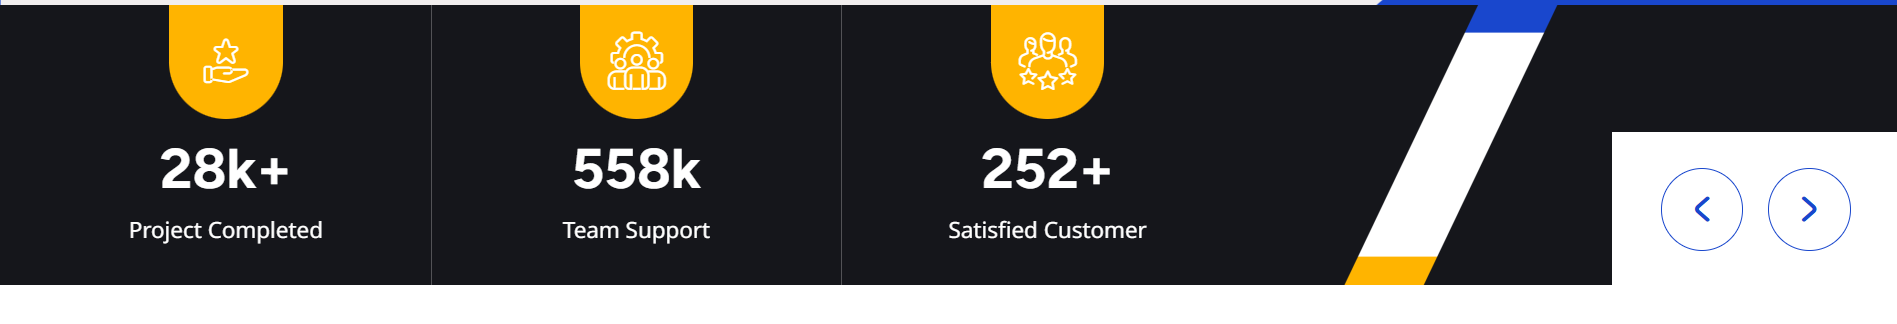 28k+
Project Completed
558k
Team Support
252+
Satisfied Customer